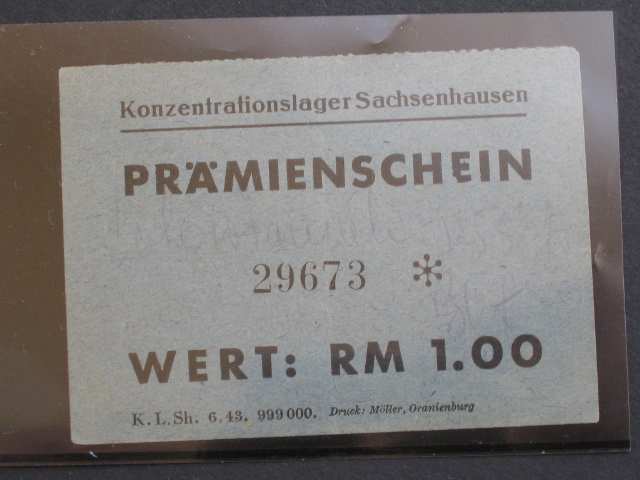 Konzentrationslager Sachsenhausen
PRÄMIENSCHEIN
29673 *
WERT: RM 1.00
K. L. Sh. 6. 43. 999 000. Druck: Möller, Oranienburg